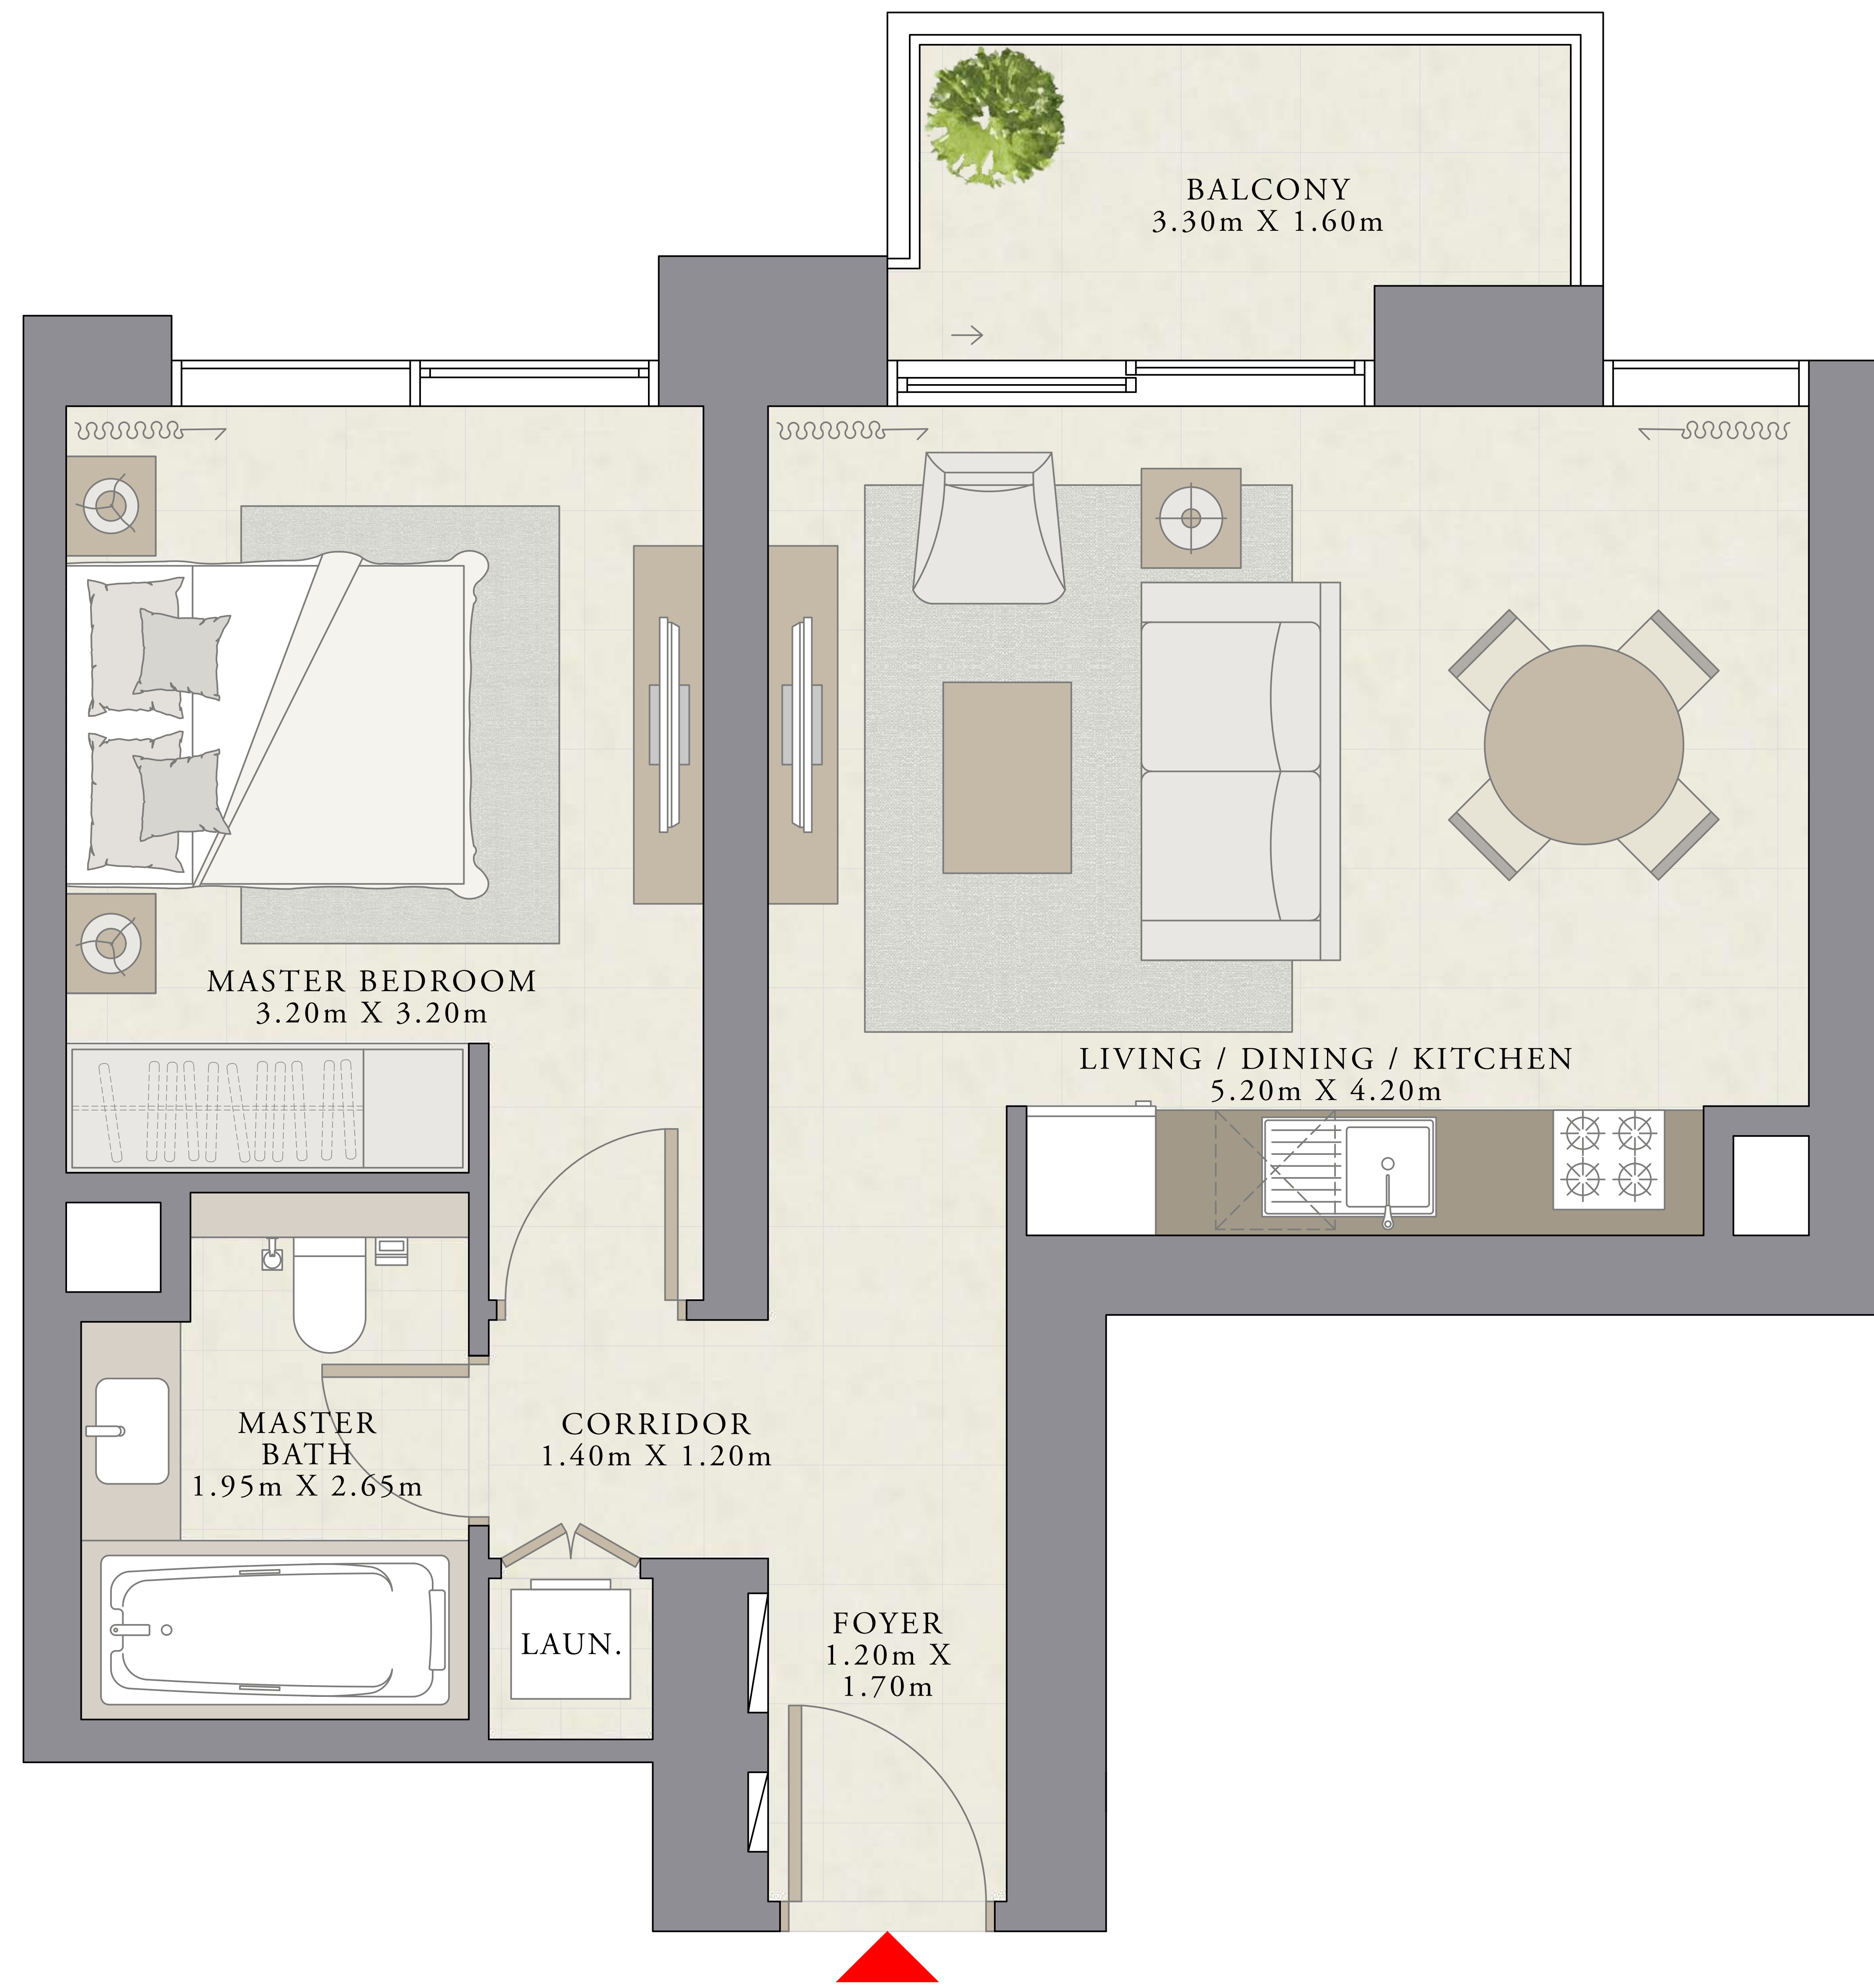 BALCONY
3.30m X 1.60m
MASTER BEDROOM
3.20m X 3.20m
LIVING / DINING / KITCHEN
5.20m X 4.20m
MASTER
BATH
1.95m X 2.65m
CORRIDOR
1.40m X 1.20m
LAUN.
FOYER
1.20m X
1.70m